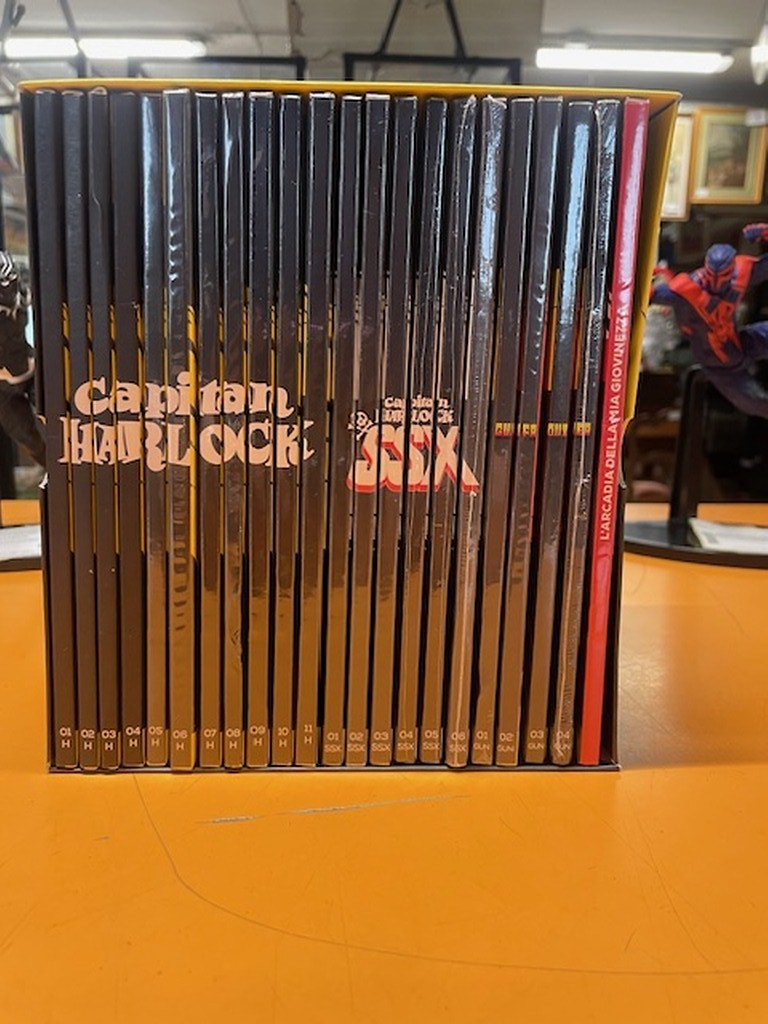 Capitan
HARLOCK
Capitan
HARLOCK
SSX
GUN FRONTIER
L'ARCADIA DELLA MIA GIOVINEZZA
01
H
02
H
03
H
04
H
05
H
06
H
07
H
08
H
09
H
10
H
11
H
01
SSX
02
SSX
03
SSX
04
SSX
05
SSX
06
SSX
01
GUN
02
GUN
03
GUN
04
GUN